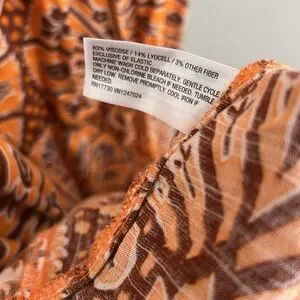 83% VISCOSE / 14% LYOCELL / 3% OTHER FIBER
EXCLUSIVE OF ELASTIC
MACHINE WASH COLD SEPARATELY. GENTLE CYCLE.
ONLY NON-CHLORINE BLEACH IF NEEDED. TUMBLE
DRY LOW. REMOVE PROMPTLY. COOL IRON IF
NEEDED.
RN17730 VN1247024